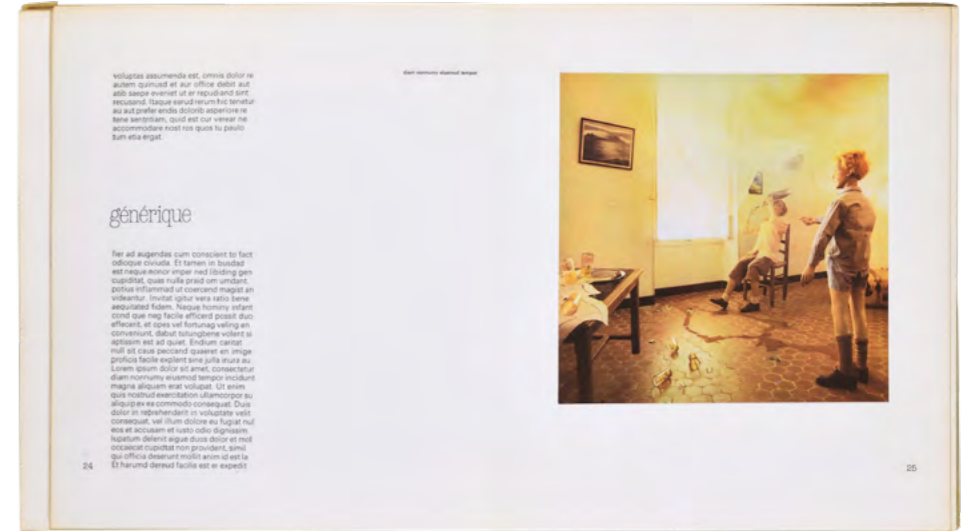 voluptas assumenda est, omnis dolor re
autem quinusd et aur office debit aut
atib saepe eveniet ut er repudiand sint
recusand. Itaque earud rerum hic tenetur
au aut prefer endis dolorib asperiore re
tene sententiam, quid est cur verear ne
accommodare nost ros quos tu paulo
tum etia ergat.
diam nonnumy eiusmod tempor
générique
Tier ad augendas cum conscient to fact
odioque civiuda. Et tamen in busdad
est neque monor imper ned libiding gen
cupiditat, quas nulla praid om umdant.
potius inflammad ut coercend magist an
videantur. Invitat igitur vera ratio bene
aequitated fidem. Neque hominy infant
cond que neg facile efficerd possit duo
effecerit, et opes vel fortunag veling en
conveniunt, dabut tutungbene volent si
aptissim est ad quiet. Endium caritat
null sit caus peccand quaeret en imige
proficis facile explent sine julla inura au
Lorem ipsum dolor sit amet, consectetur
diam nonnumy eiusmod tempor incidunt
magna aliquam erat volupat. Ut enim
quis nostrud exercitation ullamcorpor su
aliquip ex ea commodo consequat. Duis
dolor in reprehenderit in voluptate velit
consequat, vel illum dolore eu fugiat nul
eos et accusam et iusto odio dignissim
lupatum delenit aigue duos dolor et mol
occaecat cupiditat non provident, simil
qui officia deserunt mollit anim id est la
Et harumd dereud facilis est er expedit
24
25